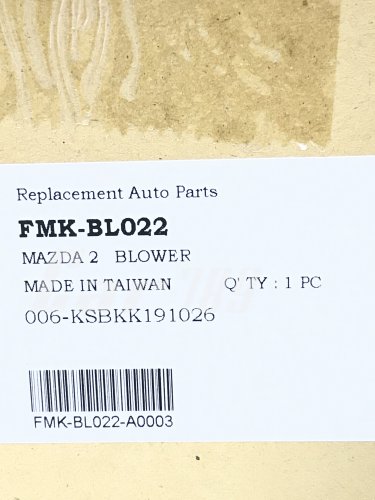 Replacement Auto Parts
FMK-BL022
MAZDA 2 BLOWER
MADE IN TAIWAN Q' TY : 1 PC
006-KSBKK191026
FMK-BL022-A0003